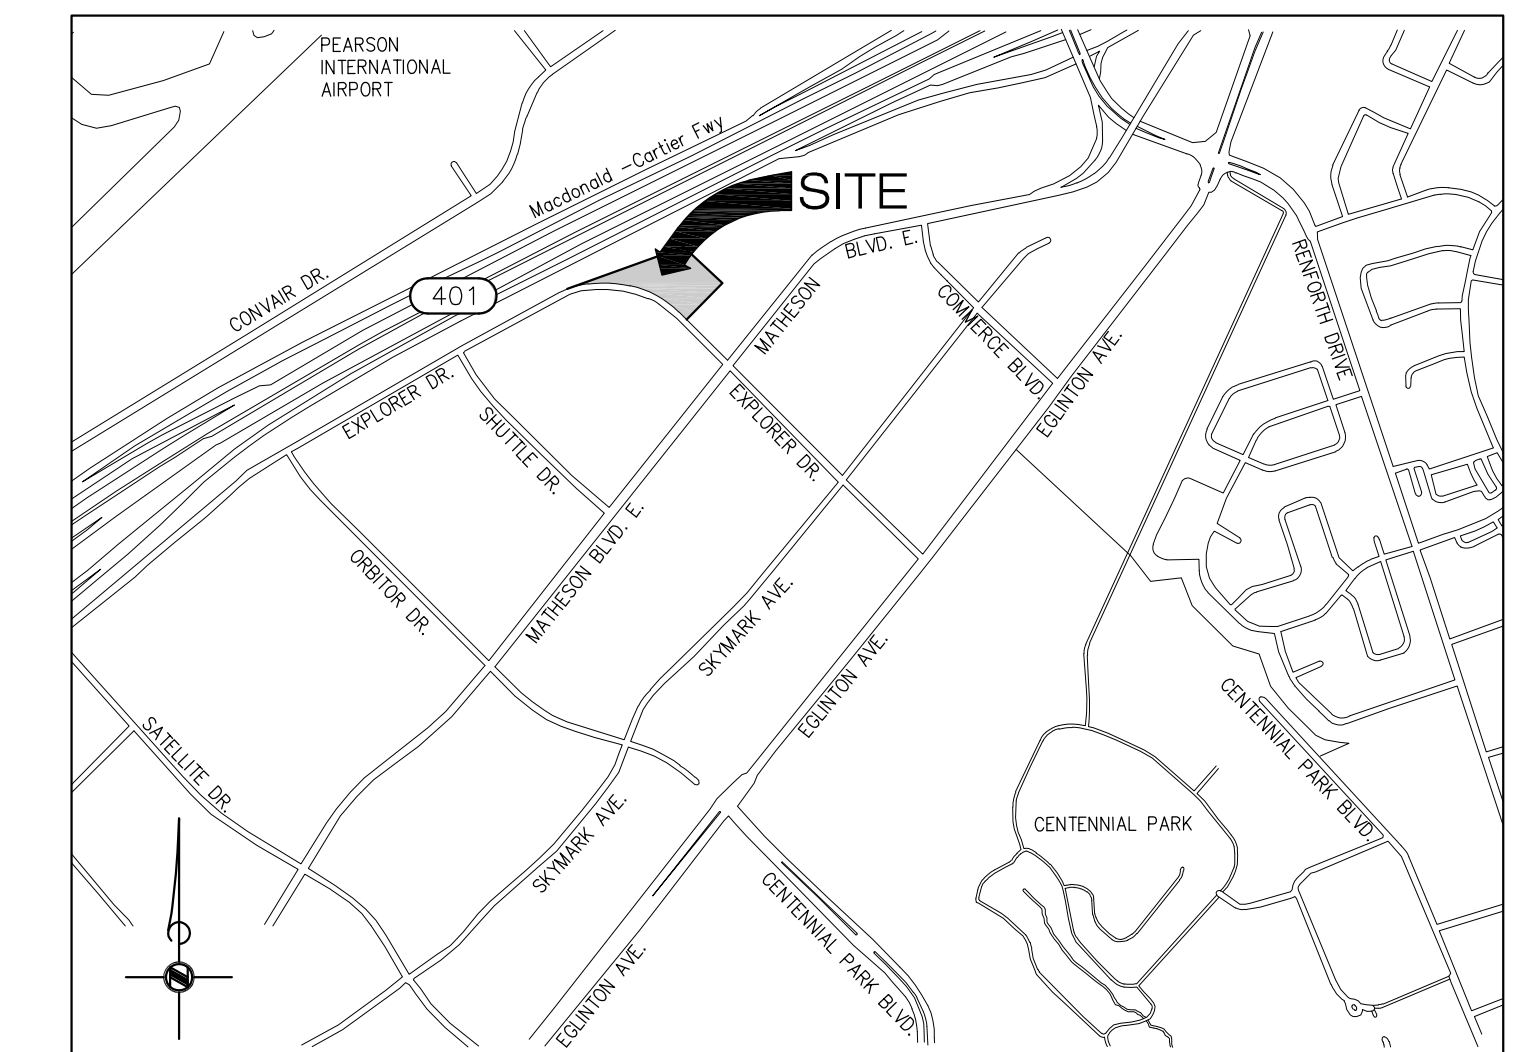 PEARSON
INTERNATIONAL
AIRPORT
Macdonald -Cartier Fwy
SITE
BLVD. E.
MATHESON
CONVAIR DR.
401
COMMERCE BLVD.
RENFORTH DRIVE
EGLINTON AVE.
EXPLORER DR.
SHUTTLE DR.
EXPLORER DR.
ORBITOR DR.
MATHESON BLVD. E.
SKYMARK AVE.
EGLINTON AVE.
SATELLITE DR.
CENTENNIAL PARK BLVD.
CENTENNIAL PARK
SKYMARK AVE.
CENTENNIAL PARK BLVD.
EGLINTON AVE.
N